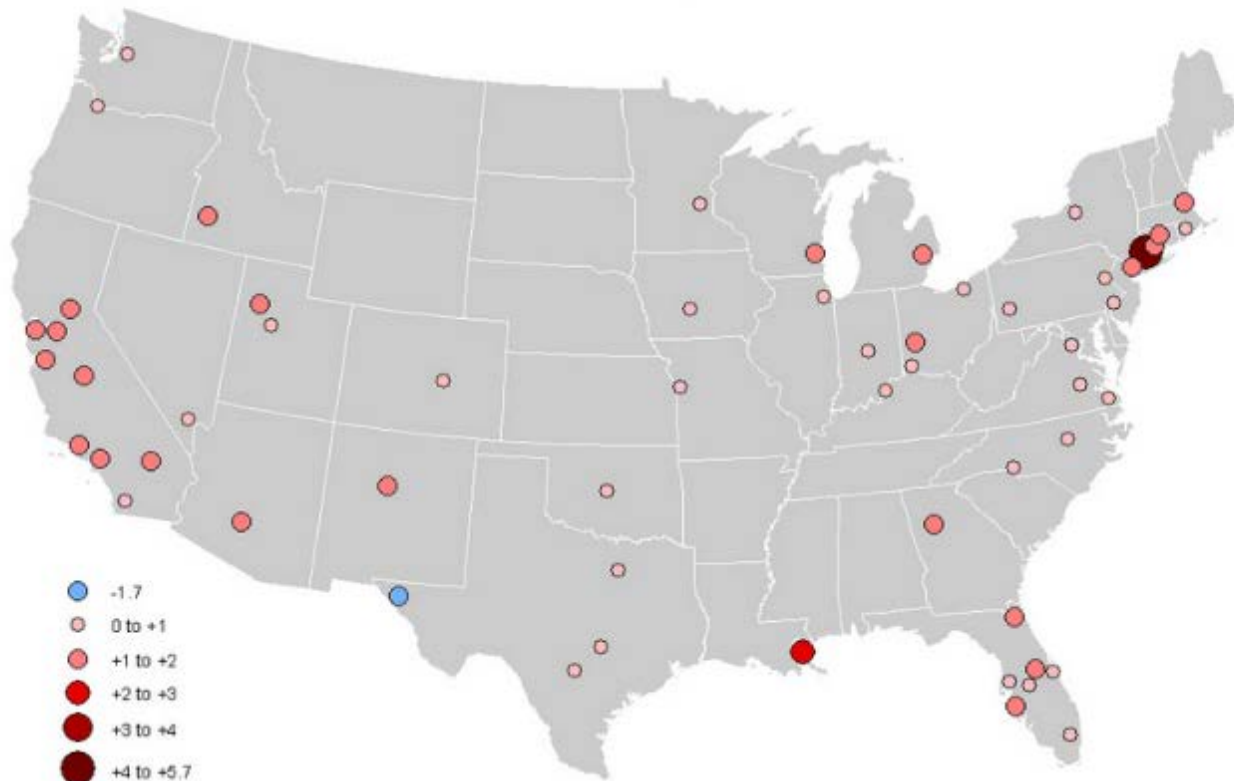 -1.7
0 to +1
+1 to +2
+2 to +3
+3 to +4
+4 to +5.7